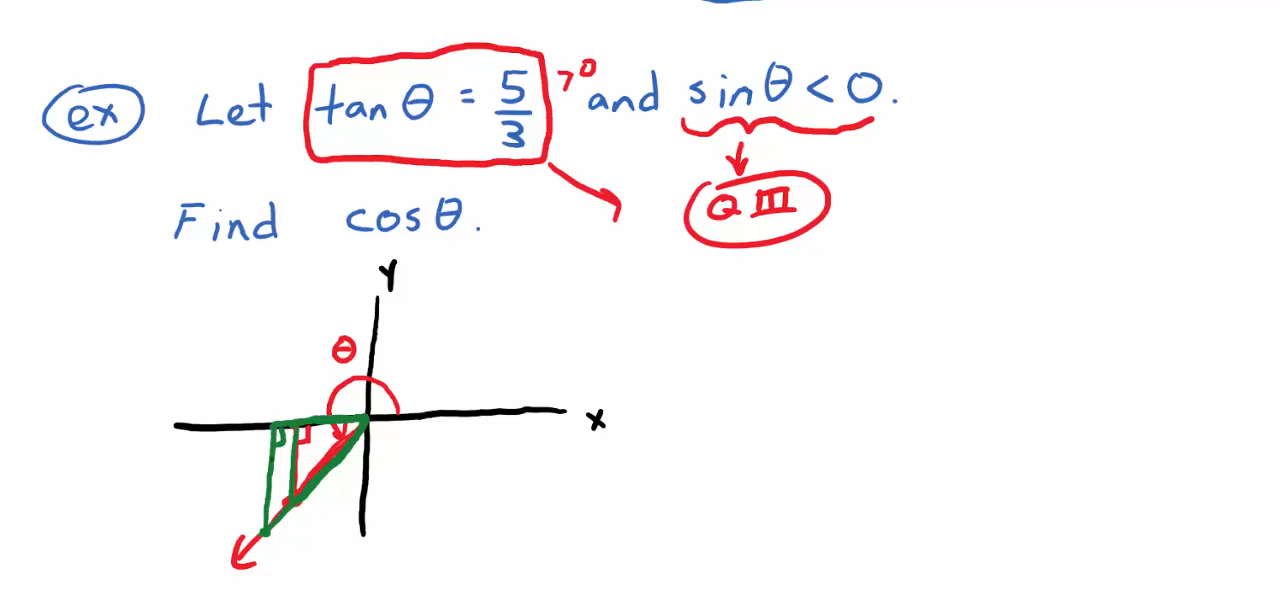 ex Let tan θ = 5/3 >0 and sin θ < 0.
Q III
Find cos θ.
Y
θ
x